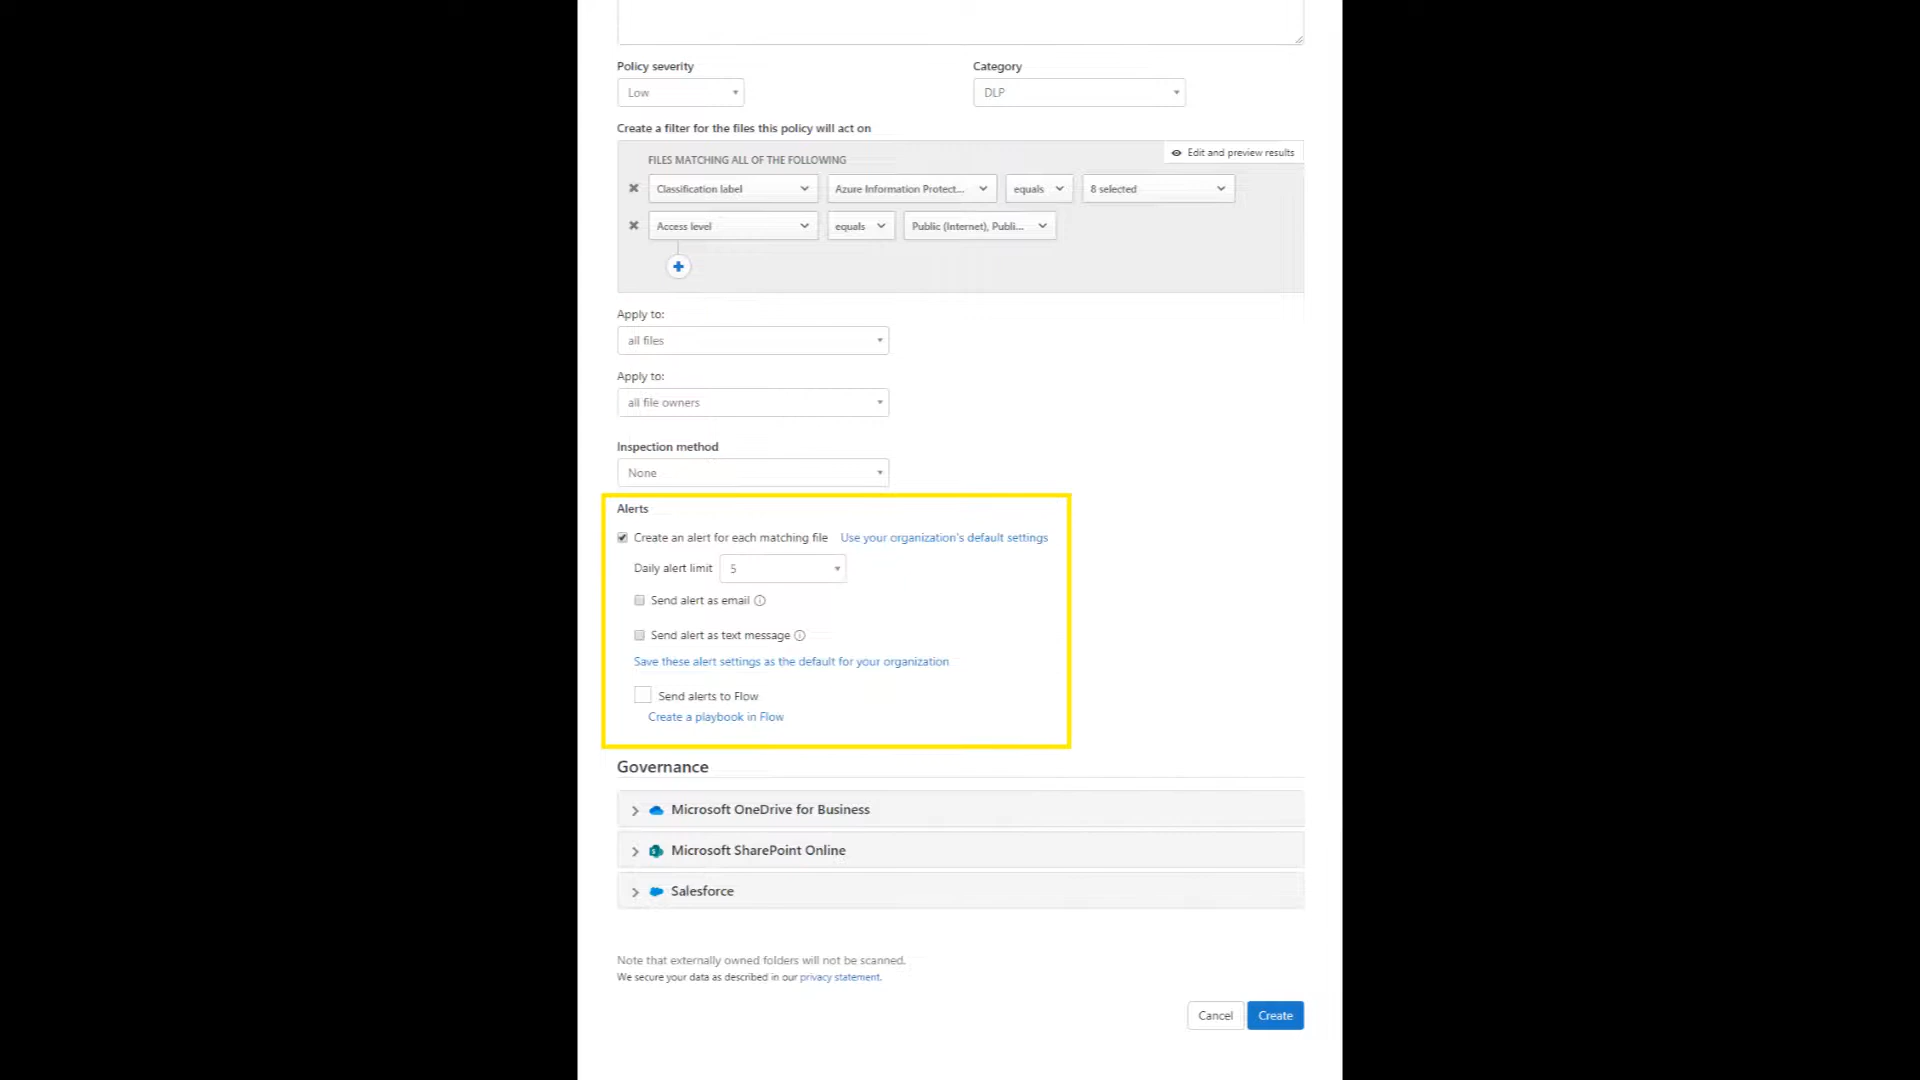 Policy severity
Category
Low
DLP
Create a filter for the files this policy will act on
Edit and preview results
FILES MATCHING ALL OF THE FOLLOWING
Classification label
Azure Information Protect...
equals
8 selected
Access level
equals
Public (Internet), Publi...
Apply to:
all files
Apply to:
all file owners
Inspection method
None
Alerts
Create an alert for each matching file Use your organization's default settings
Daily alert limit 5
Send alert as email
Send alert as text message
Save these alert settings as the default for your organization
Send alerts to Flow
Create a playbook in Flow
Governance
Microsoft OneDrive for Business
Microsoft SharePoint Online
Salesforce
Note that externally owned folders will not be scanned.
We secure your data as described in our privacy statement.
Cancel
Create